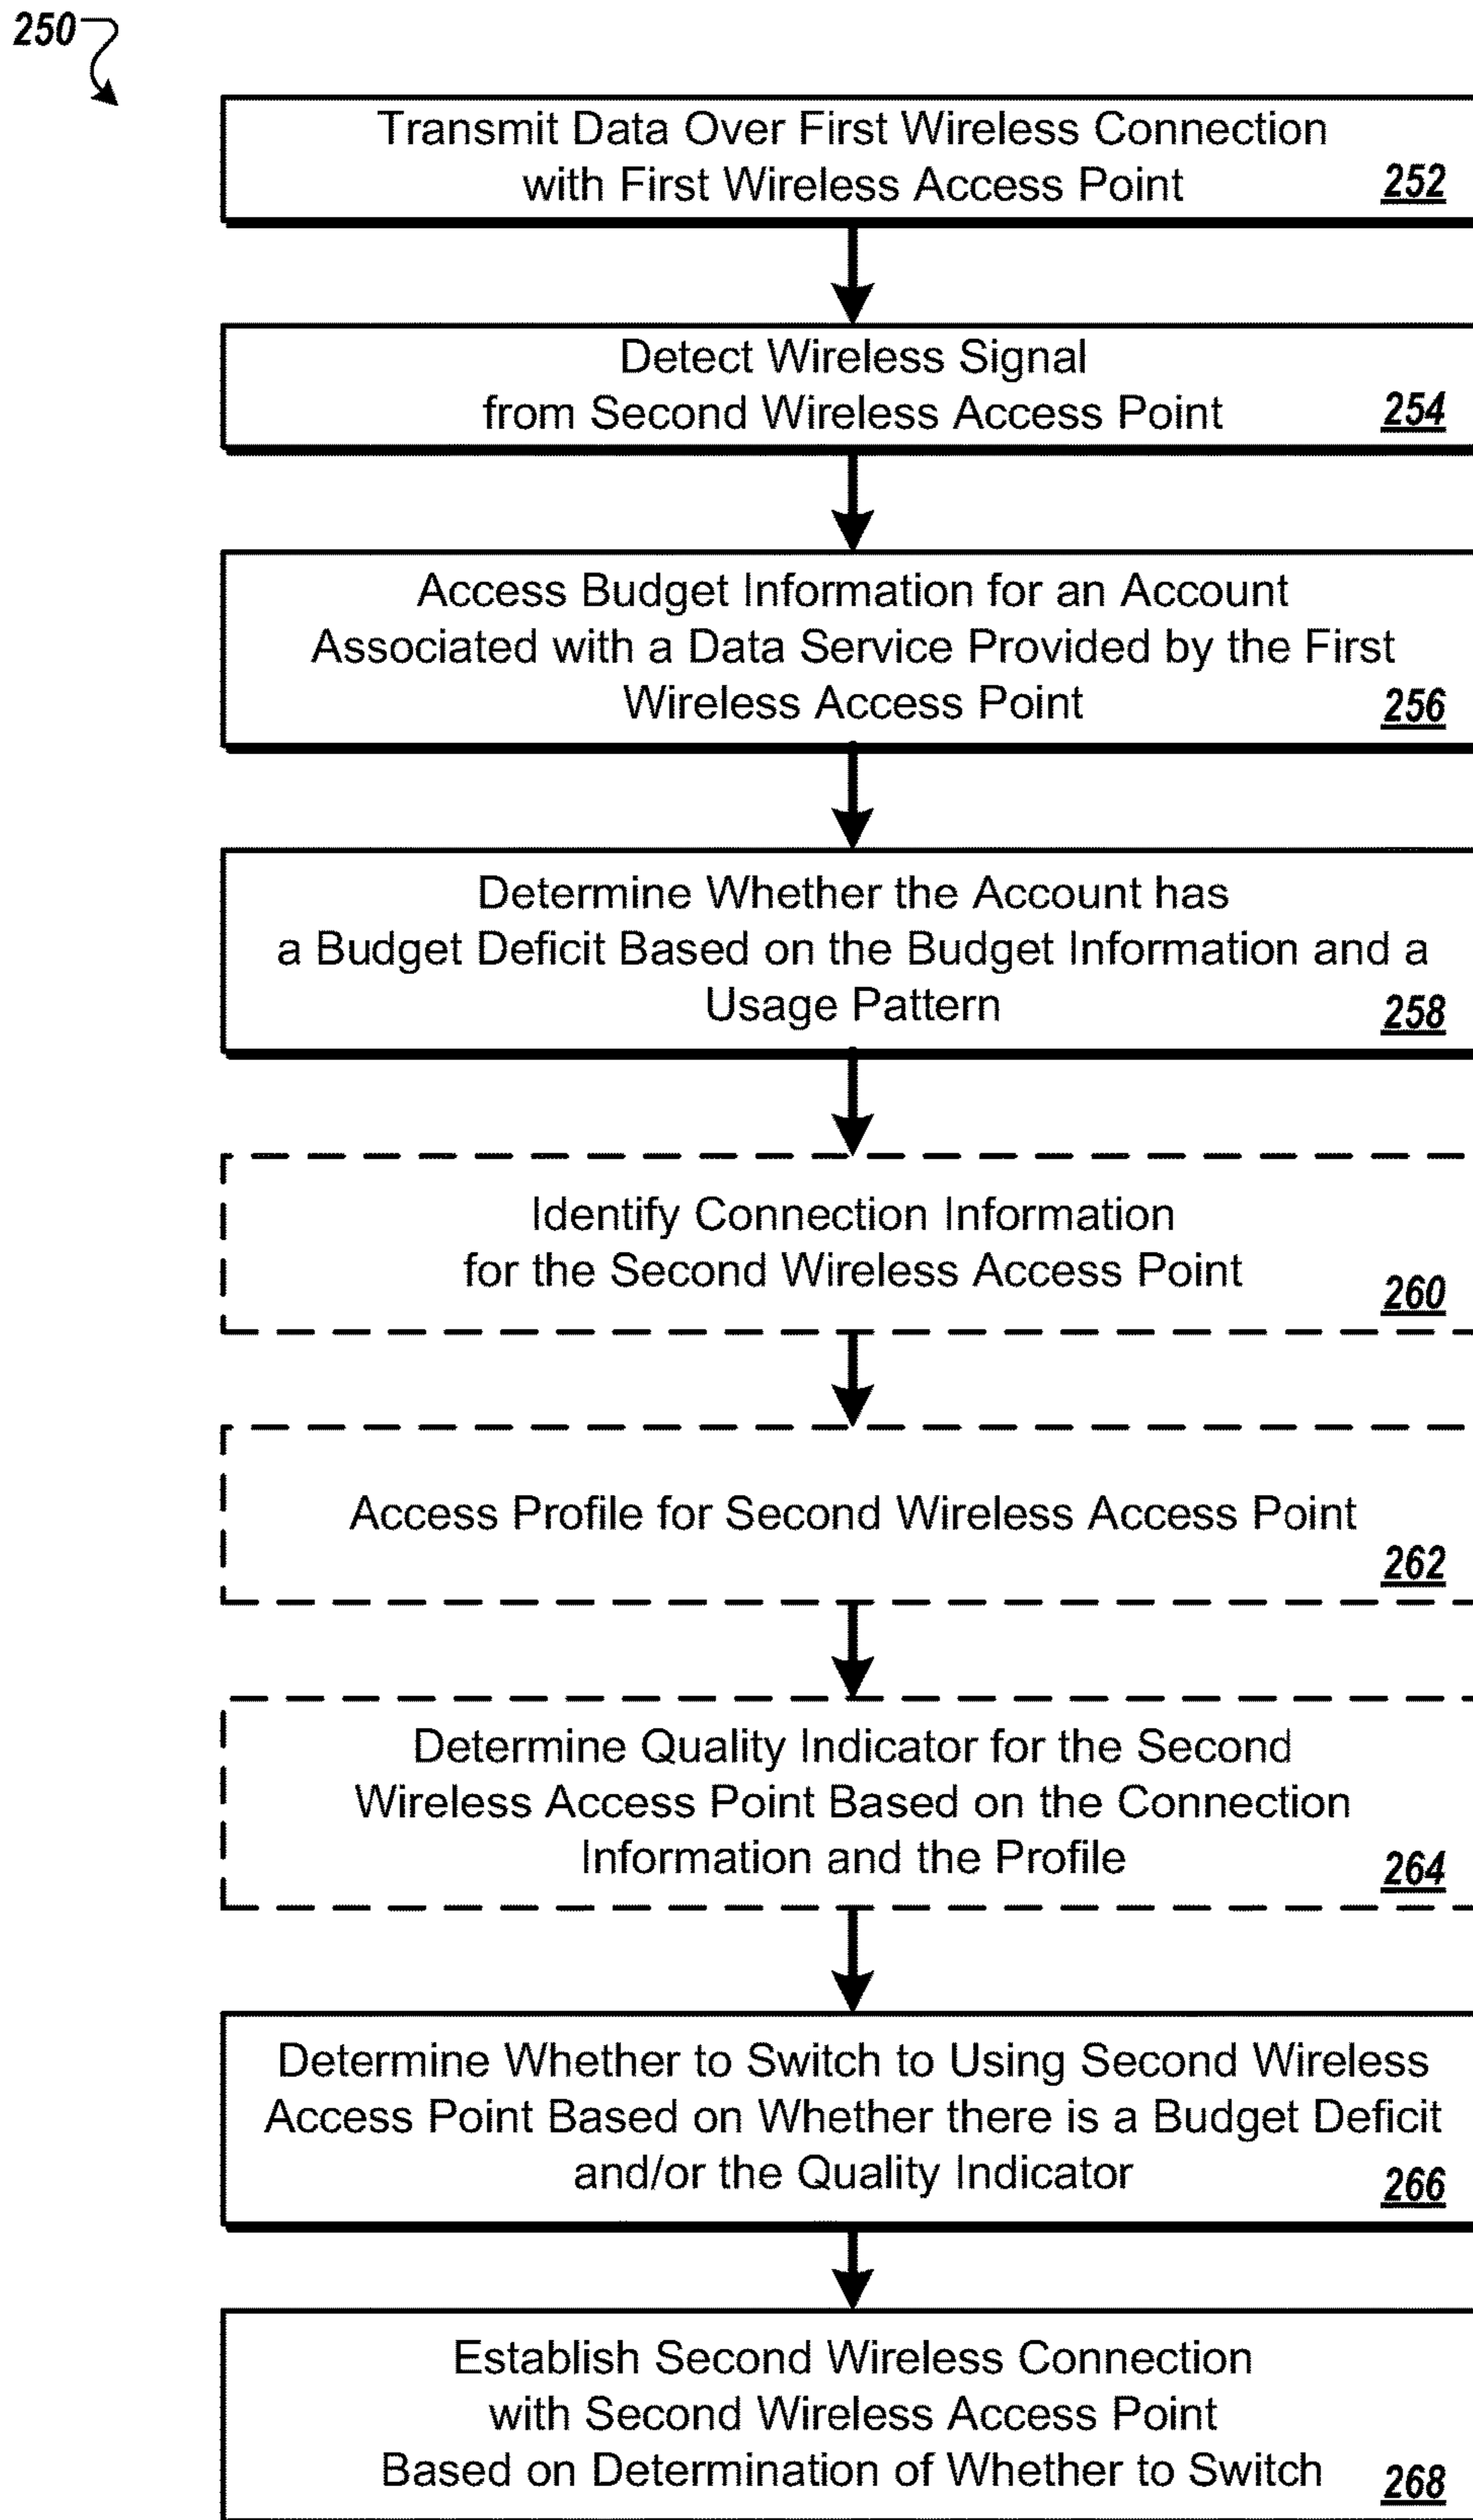 250
Transmit Data Over First Wireless Connection
with First Wireless Access Point
252
Detect Wireless Signal
from Second Wireless Access Point
254
Access Budget Information for an Account
Associated with a Data Service Provided by the First
Wireless Access Point
256
Determine Whether the Account has
a Budget Deficit Based on the Budget Information and a
Usage Pattern
258
Identify Connection Information
for the Second Wireless Access Point
260
Access Profile for Second Wireless Access Point
262
Determine Quality Indicator for the Second
Wireless Access Point Based on the Connection
Information and the Profile
264
Determine Whether to Switch to Using Second Wireless
Access Point Based on Whether there is a Budget Deficit
and/or the Quality Indicator
266
Establish Second Wireless Connection
with Second Wireless Access Point
Based on Determination of Whether to Switch
268